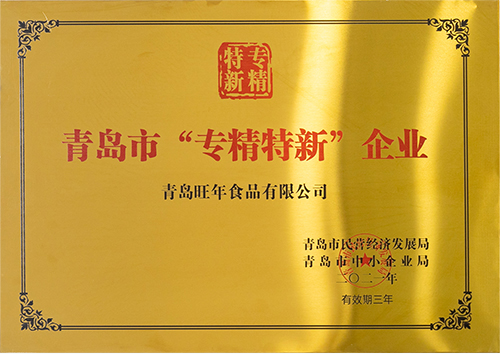 专精
特新
青岛市“专精特新”企业
青岛旺年食品有限公司
青岛市民营经济发展局
青岛市中小企业局
二〇二一年
有效期三年